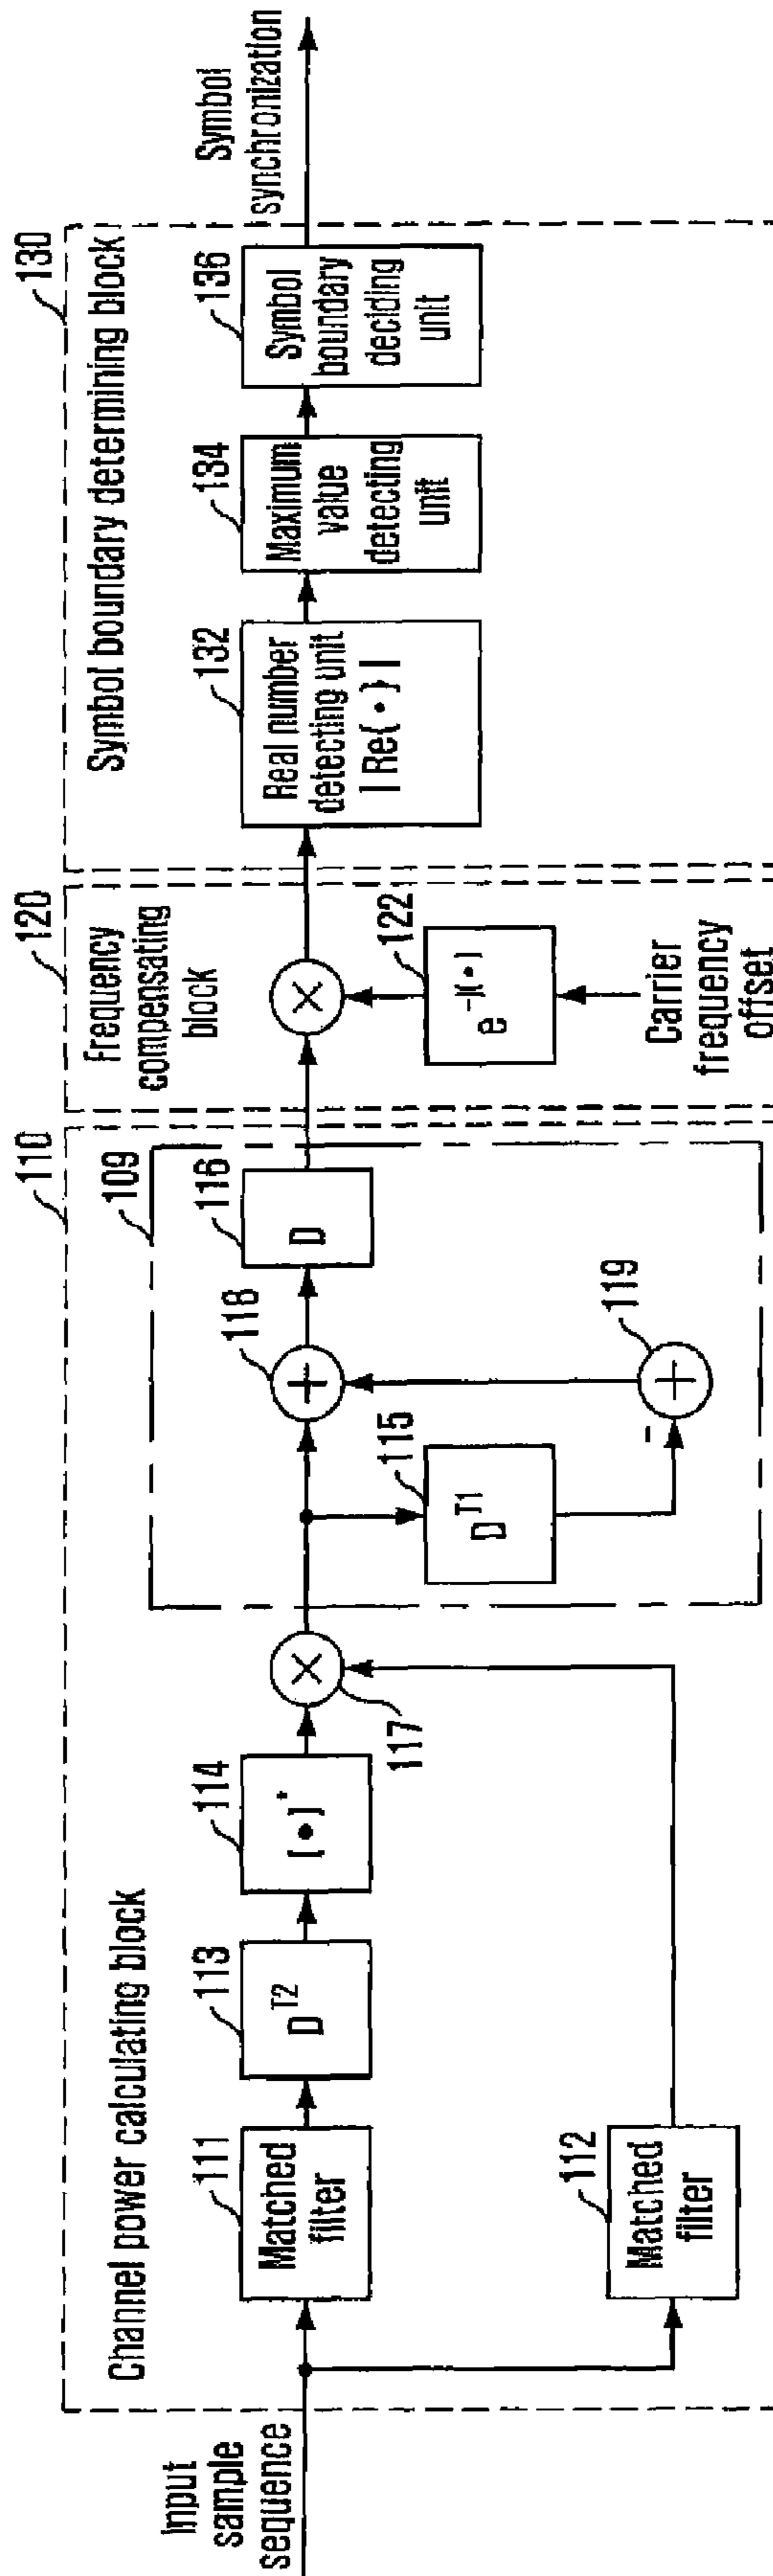 Input
sample
sequence
Channel power calculating block
110
111
Matched
filter
113
D^T2
114
[•]*
117
×
112
Matched
filter
109
118
+
115
D^T1
-
119
+
116
D
120
Frequency
compensating
block
×
122
e^-j(•)
Carrier
frequency
offset
130
Symbol boundary determining block
132
Real number
detecting unit
|Re{•}|
134
Maximum
value
detecting
unit
136
Symbol
boundary
deciding
unit
Symbol
synchronization